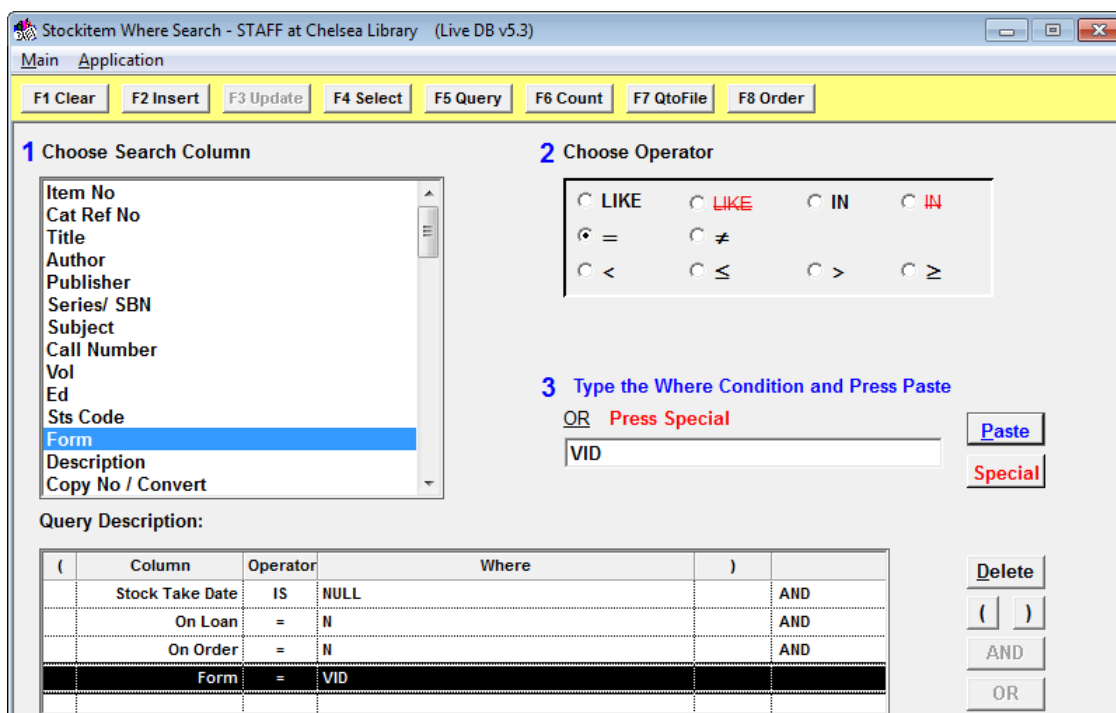 Stockitem Where Search - STAFF at Chelsea Library (Live DB v5.3)
Main Application
F1 Clear F2 Insert F3 Update F4 Select F5 Query F6 Count F7 QtoFile F8 Order
1 Choose Search Column
Item No
Cat Ref No
Title
Author
Publisher
Series/ SBN
Subject
Call Number
Vol
Ed
Sts Code
Form
Description
Copy No / Convert
2 Choose Operator
LIKE LIKE IN IN
= ≠
< ≤ > ≥
3 Type the Where Condition and Press Paste
OR Press Special
VID
Paste
Special
Query Description:
( Column Operator Where )
Stock Take Date IS NULL AND
On Loan = N AND
On Order = N AND
Form = VID
Delete
( )
AND
OR